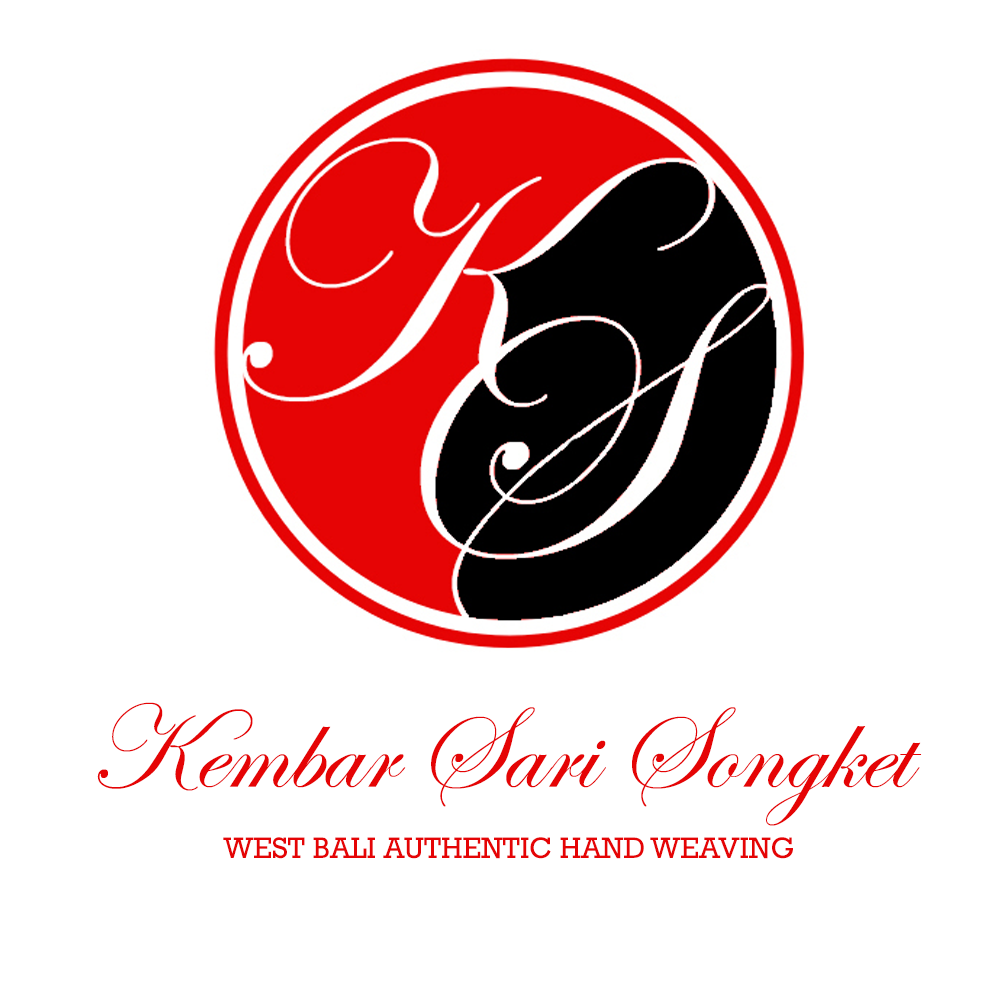 KS
Kembar Sari Songket
WEST BALI AUTHENTIC HAND WEAVING